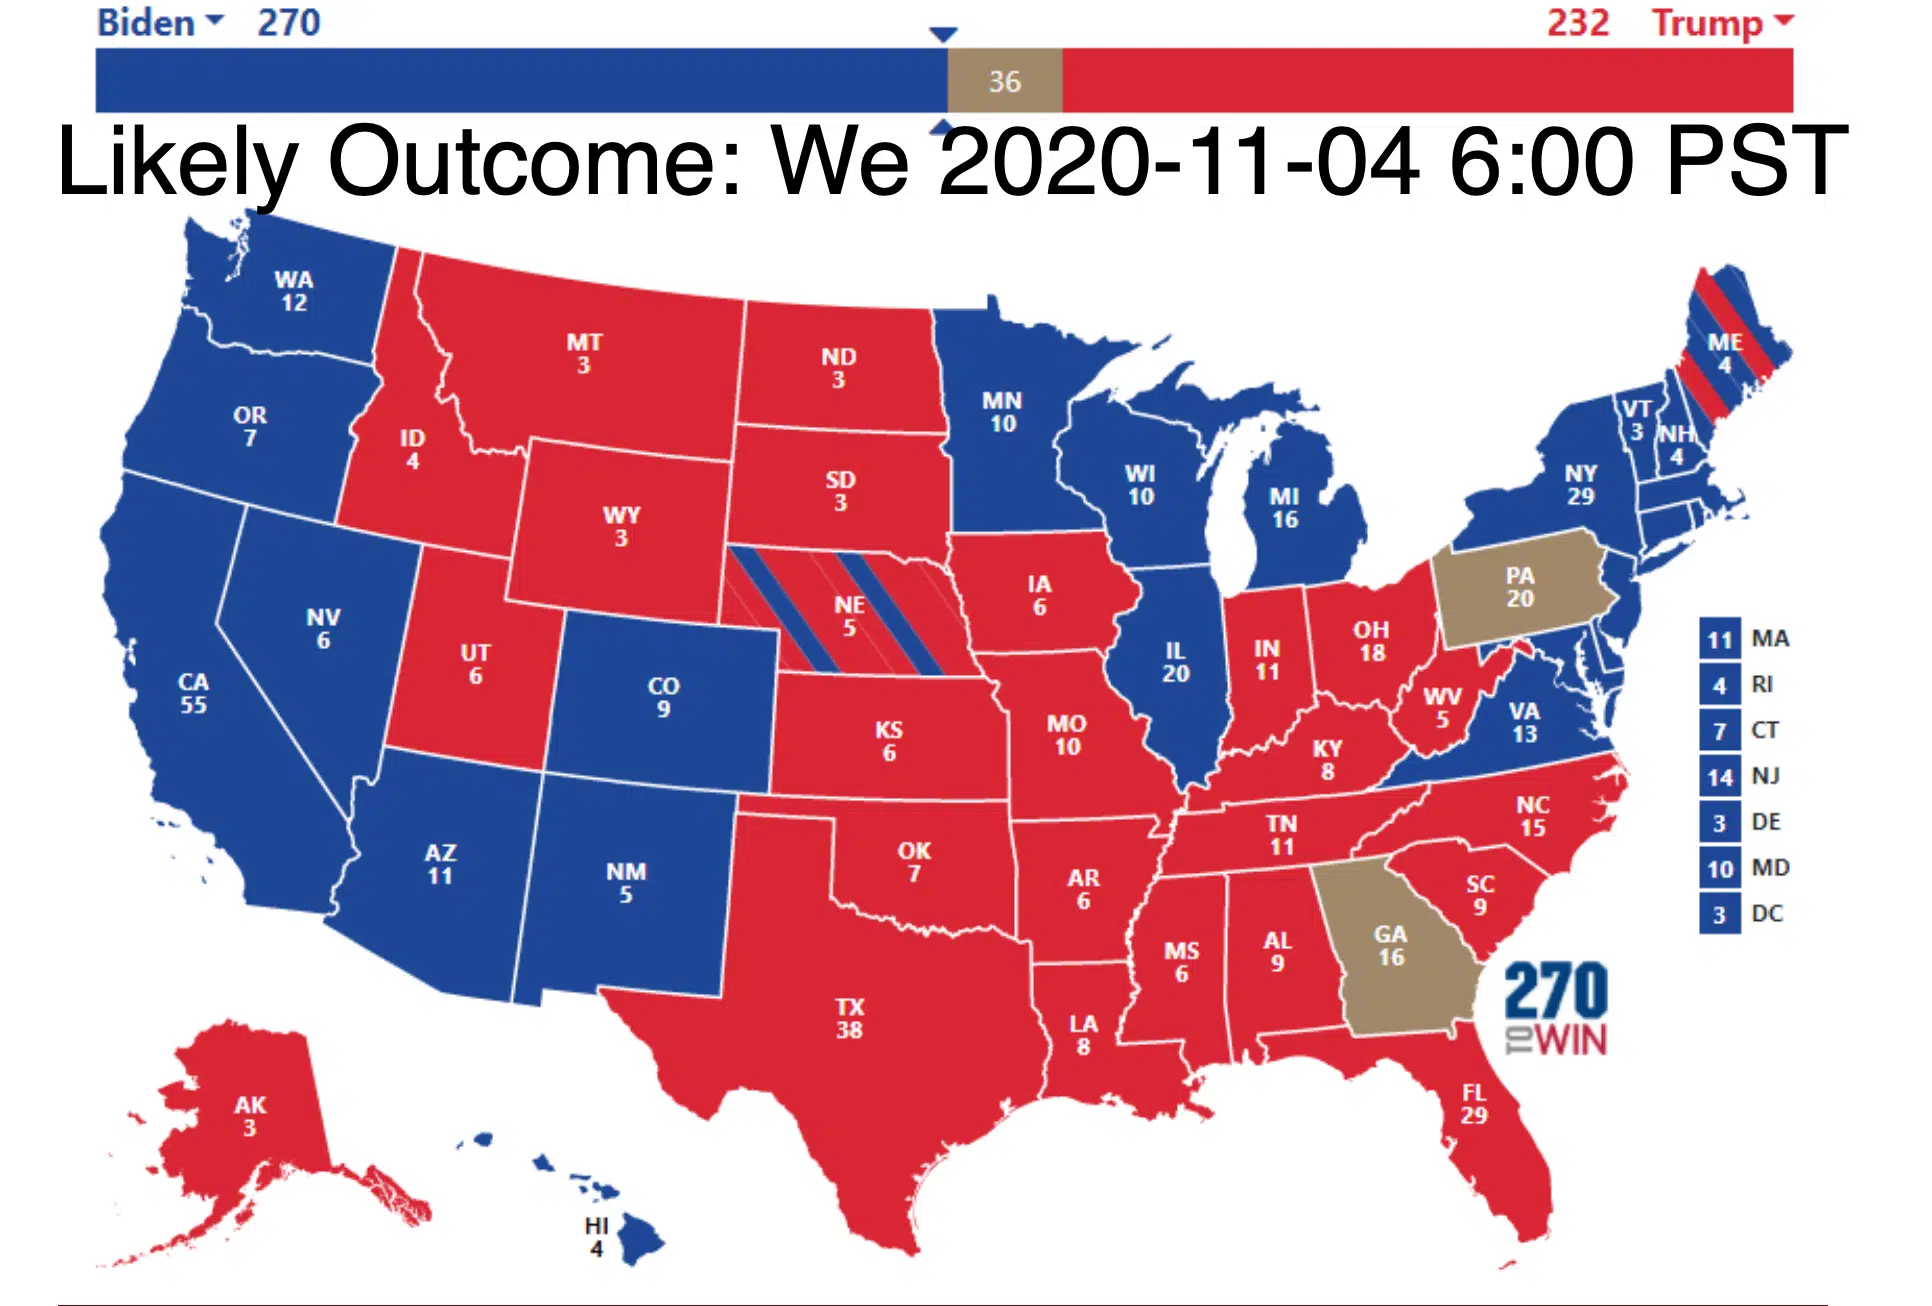 Biden 270
232 Trump
36
Likely Outcome: We 2020-11-04 6:00 PST
WA
12
MT
3
ND
3
MN
10
ME
4
OR
7
ID
4
VT
3
NH
4
SD
3
WI
10
MI
16
NY
29
WY
3
IA
6
PA
20
NV
6
NE
5
UT
6
CO
9
IL
20
IN
11
OH
18
CA
55
KS
6
MO
10
WV
5
VA
13
KY
8
AZ
11
NM
5
OK
7
TN
11
NC
15
AR
6
SC
9
MS
6
AL
9
GA
16
TX
38
LA
8
FL
29
AK
3
HI
4
11 MA
4 RI
7 CT
14 NJ
3 DE
10 MD
3 DC
270
TO WIN